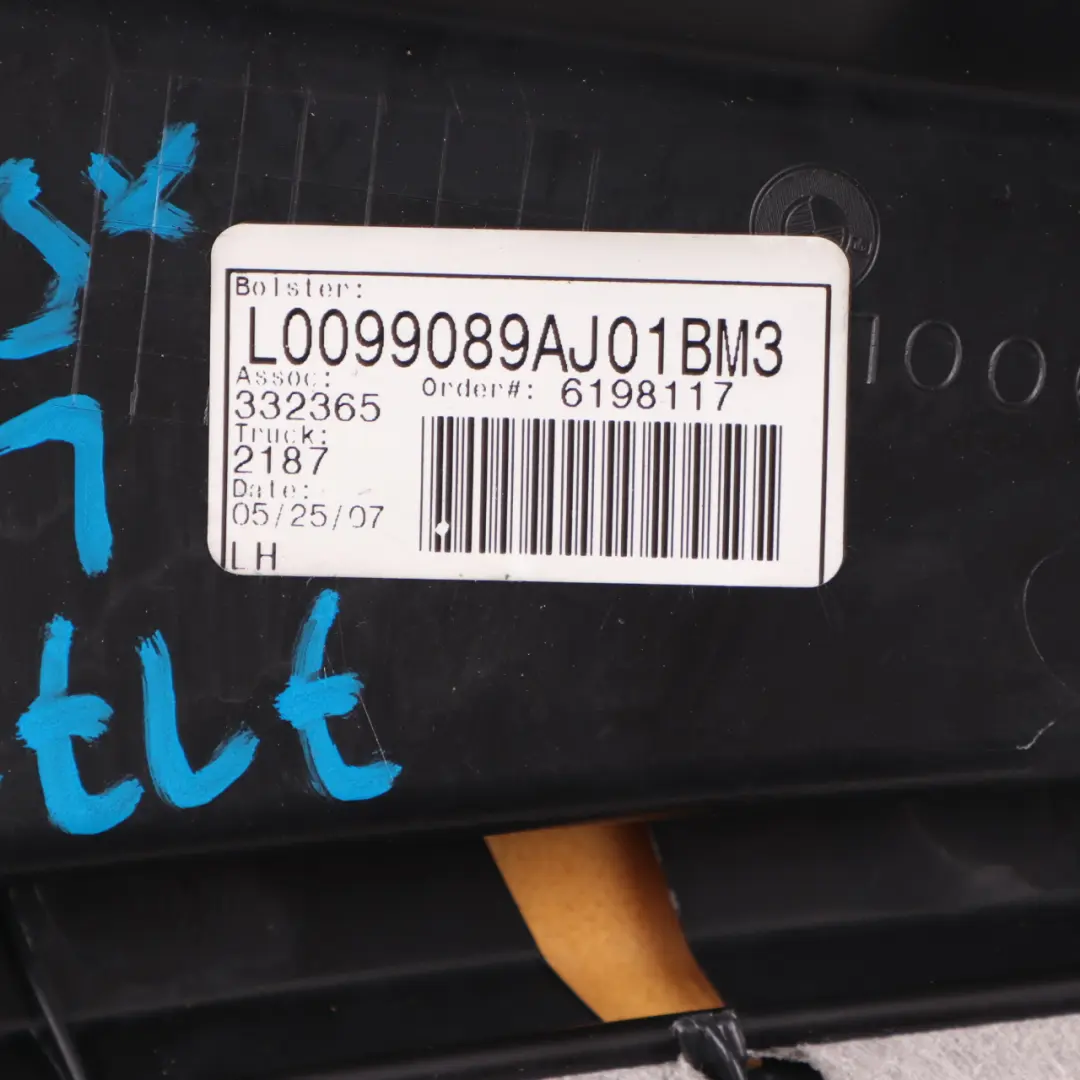 Bolster:
L0099089AJ01BM3
Assoc:
332365
Order#: 6198117
Truck:
2187
Date:
05/25/07
LH